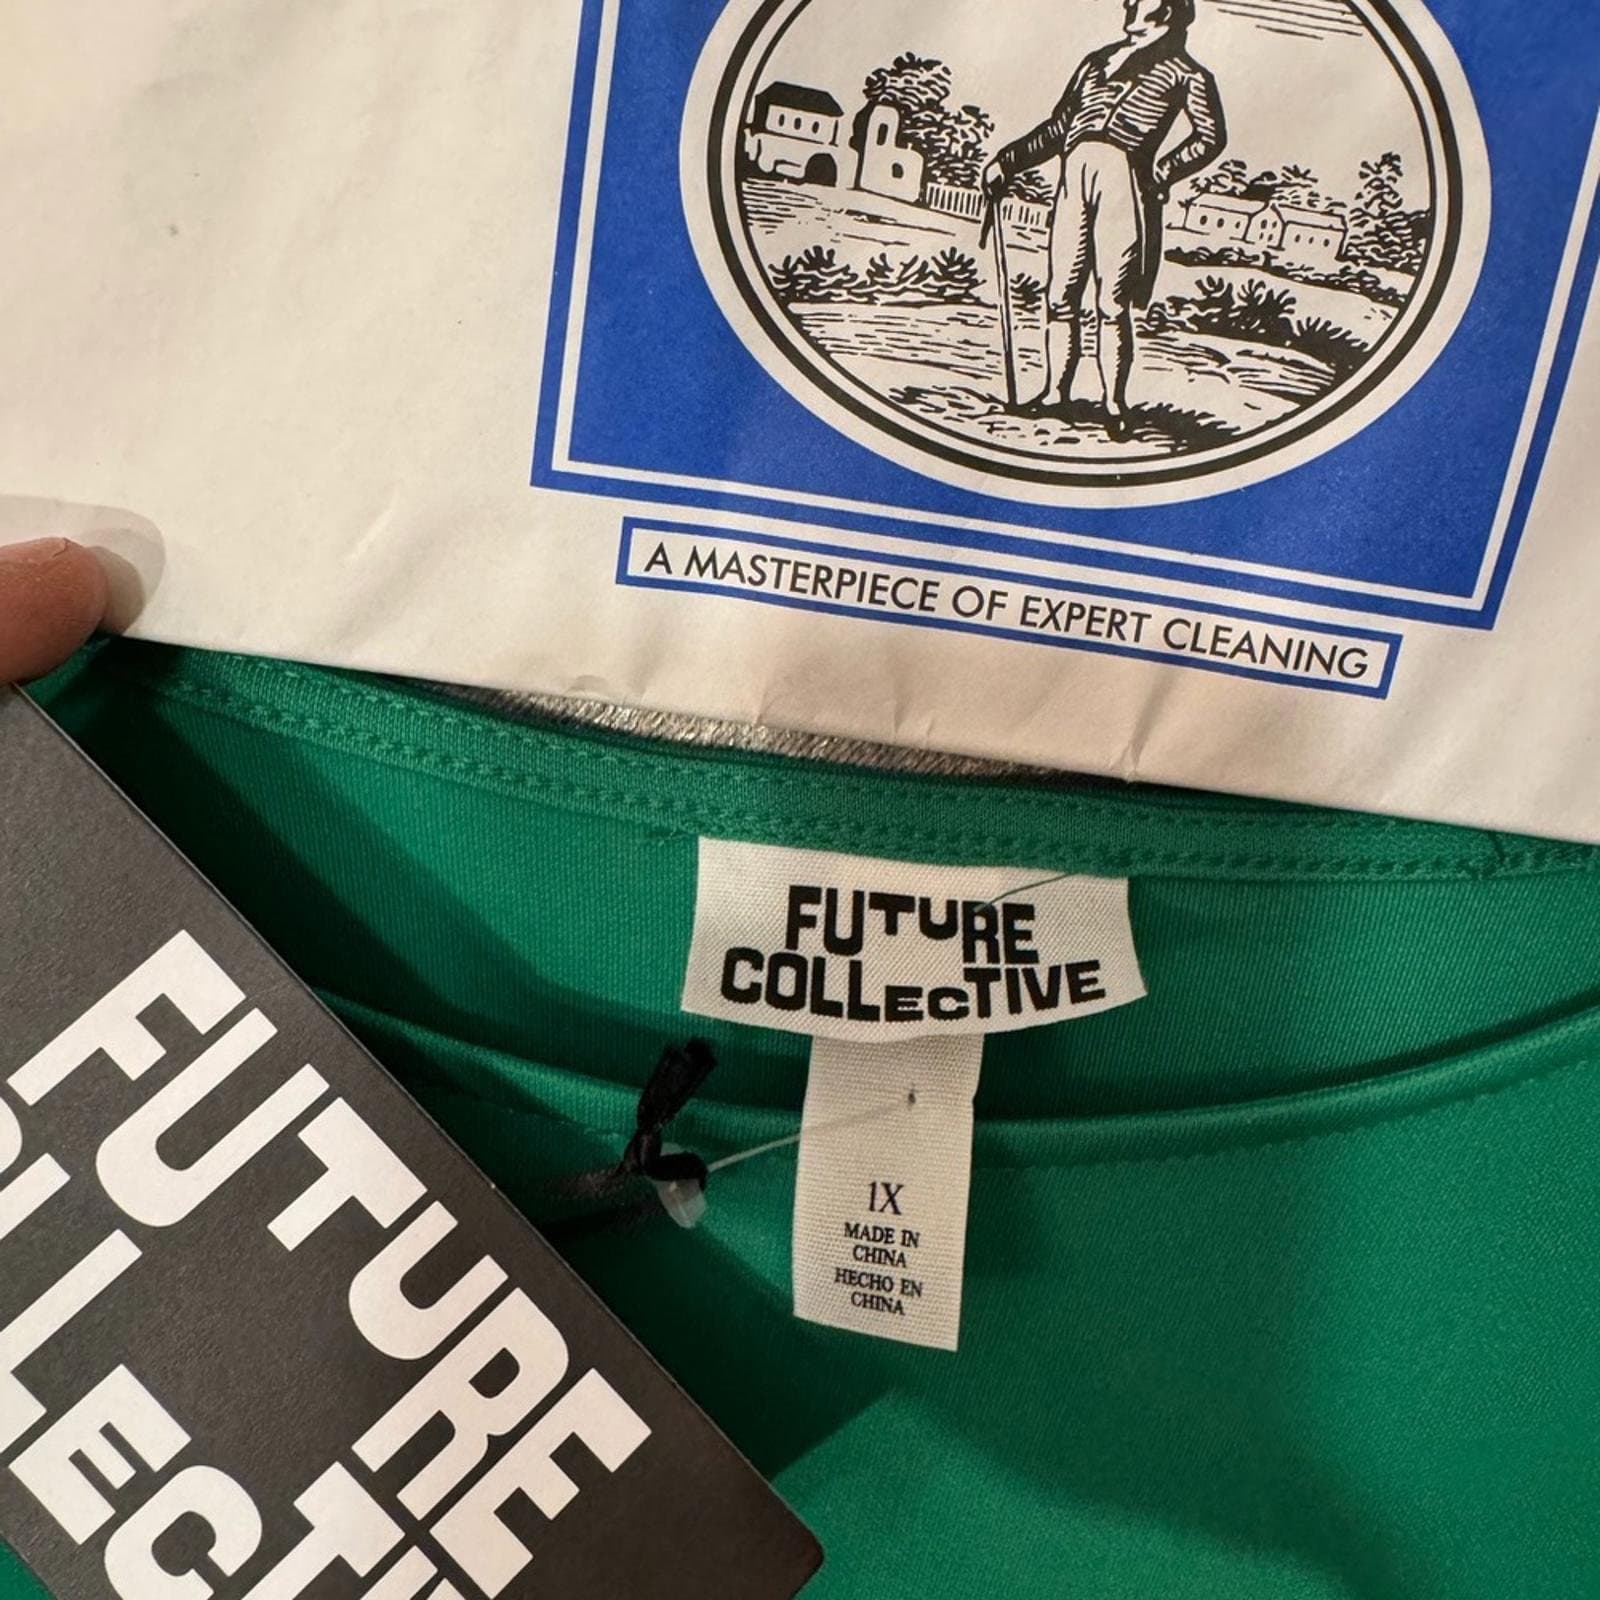 A MASTERPIECE OF EXPERT CLEANING
FUTURE
COLLECTIVE
1X
MADE IN
CHINA
HECHO EN
CHINA
FUTURE